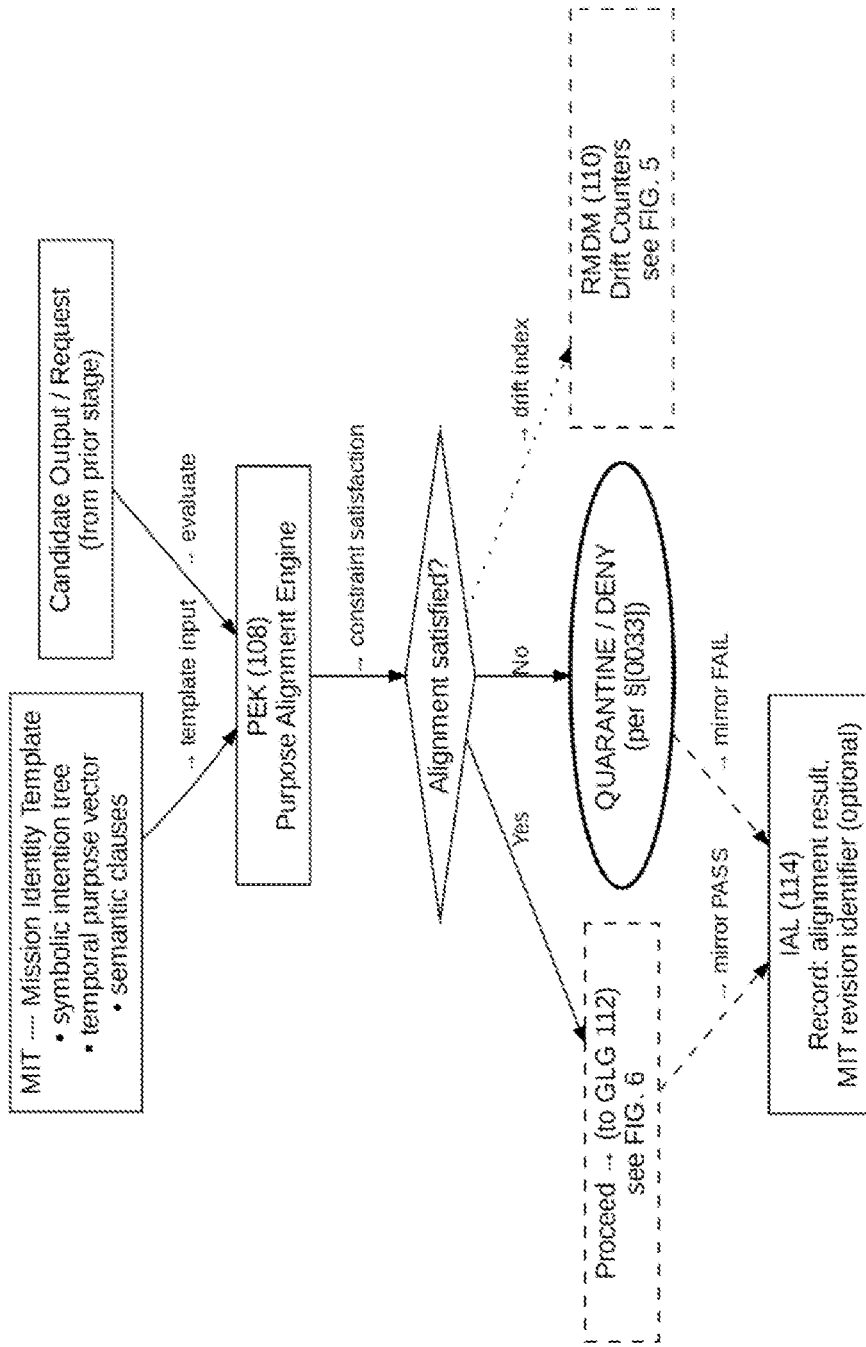 MIT ---- Mission Identity Template
• symbolic intention tree
• temporal purpose vector
• semantic clauses
Candidate Output / Request
(from prior stage)
→ template input
→ evaluate
PEK (108)
Purpose Alignment Engine
→ constraint satisfaction
Alignment satisfied?
Yes
No
→ drift index
Proceed → (to GLG 112)
see FIG. 6
QUARANTINE / DENY
(per §[0033])
RMDM (110)
Drift Counters
see FIG. 5
→ mirror PASS
→ mirror FAIL
IAL (114)
Record: alignment result,
MIT revision identifier (optional)